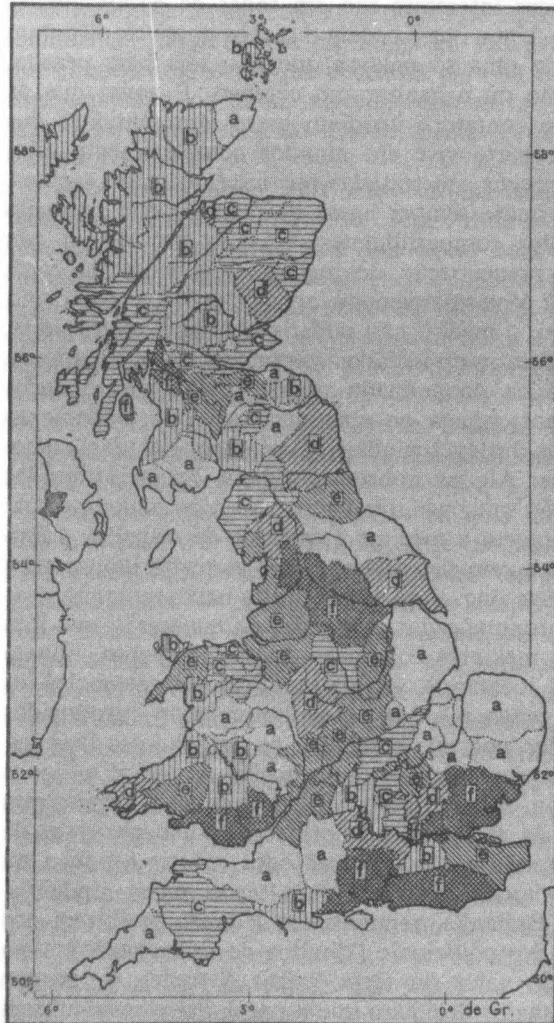 6° 3° 0°
b
a
b
58° 58°
b
c
c c
b
c
d
c b
c
56° c 56°
a
e b
e
b a c a
b d
a a
e
c
d
a
54° 54°
d
f
e
a
b c
e c
e c e
b a
d e a a
a a
b b e c a
a
52° e d 52°
c e b b d f
f f
d
b e
a a f f
c b
a
50° 50°
6° 3° 0° de Gr.